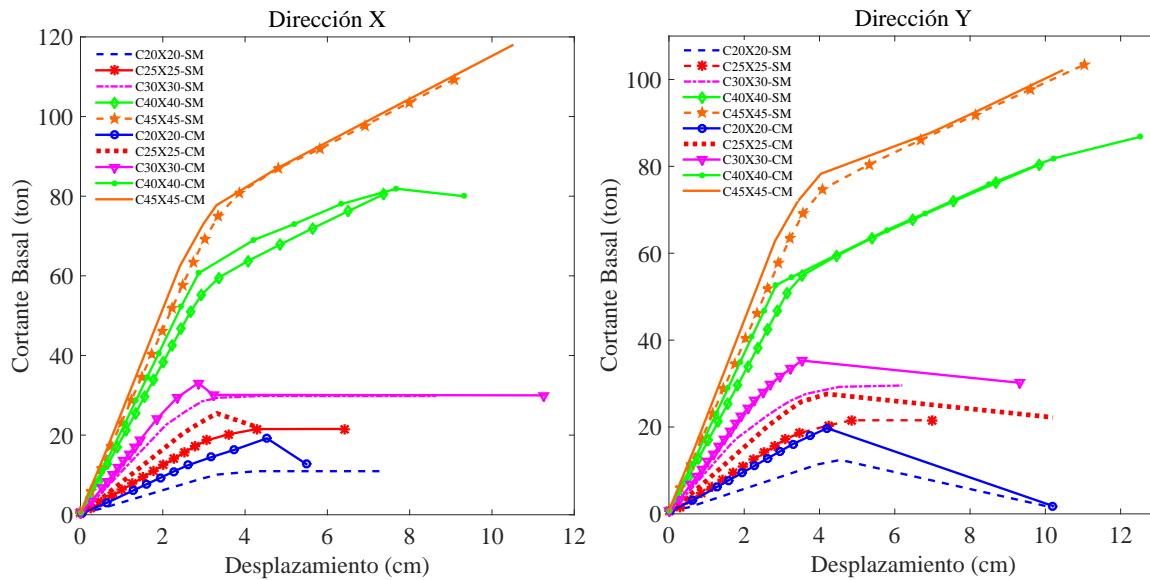 Dirección X
Cortante Basal (ton)
120
100
80
60
40
20
0
C20X20-SM
C25X25-SM
C30X30-SM
C40X40-SM
C45X45-SM
C20X20-CM
C25X25-CM
C30X30-CM
C40X40-CM
C45X45-CM
0 2 4 6 8 10 12
Desplazamiento (cm)
Dirección Y
Cortante Basal (ton)
100
80
60
40
20
0
C20X20-SM
C25X25-SM
C30X30-SM
C40X40-SM
C45X45-SM
C20X20-CM
C25X25-CM
C30X30-CM
C40X40-CM
C45X45-CM
0 2 4 6 8 10 12
Desplazamiento (cm)